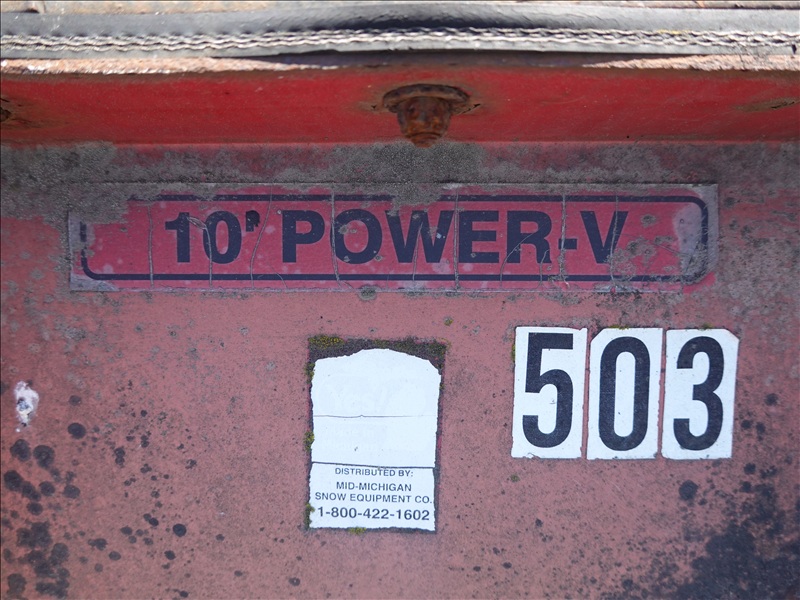 10' POWER-V
503
DISTRIBUTED BY:
MID-MICHIGAN
SNOW EQUIPMENT CO.
1-800-422-1602